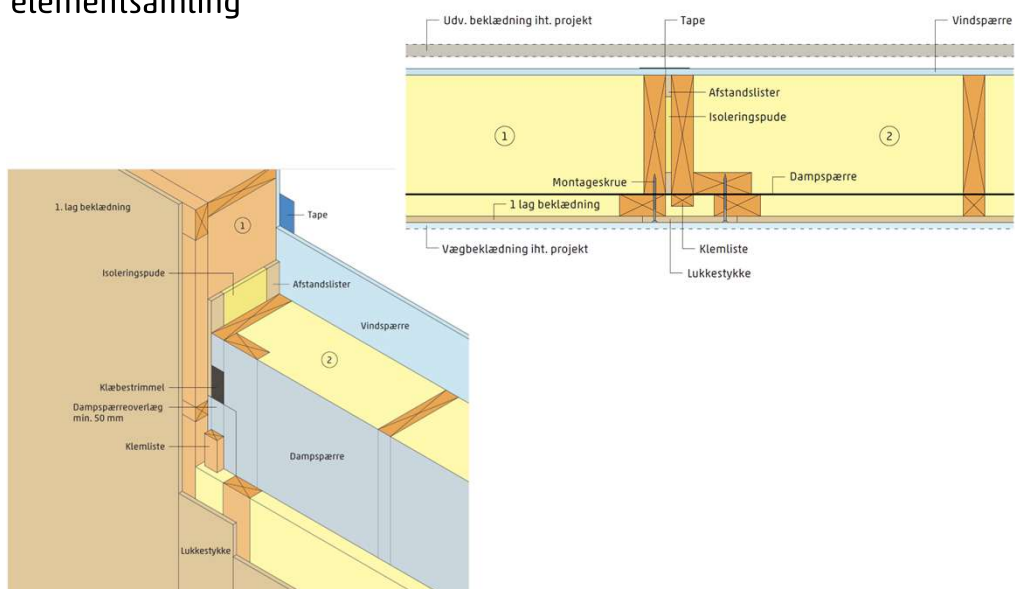 elementsamling
Udv. beklædning iht. projekt
Tape
Vindspærre
Afstandslister
Isoleringspude
1
2
Montageskrue
Dampspærre
1 lag beklædning
Vægbeklædning iht. projekt
Klemliste
Lukkestykke
1. lag beklædning
1
Tape
Isoleringspude
Afstandslister
Vindspærre
2
Klæbestrimmel
Dampspærreoverlæg
min. 50 mm
Klemliste
Dampspærre
Lukkestykke